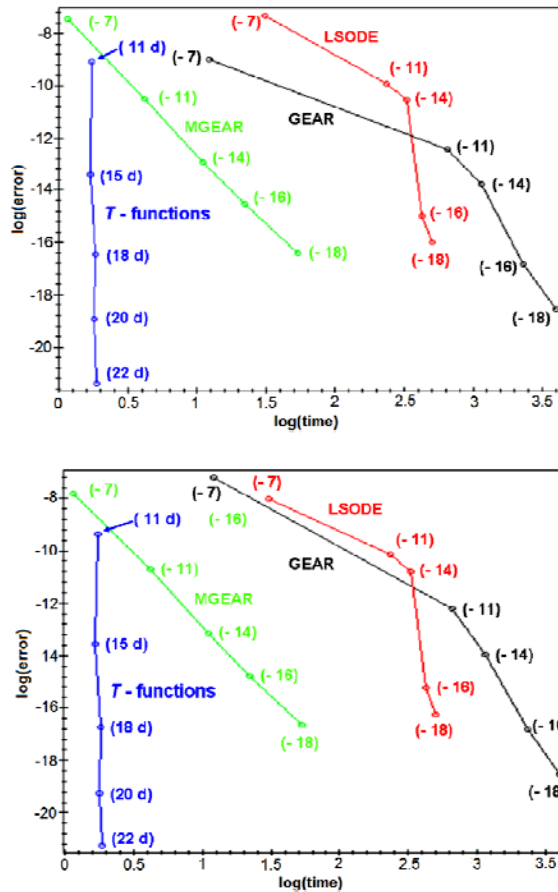 -8
-10
-12
-14
-16
-18
-20
log(error)
(- 7)
( 11 d)
(- 7)
LSODE
(- 7)
(- 11)
(- 11)
(- 14)
MGEAR
GEAR
(- 11)
(- 14)
(- 14)
(15 d)
T - functions
(- 16)
(- 16)
(- 16)
(18 d)
(- 18)
(- 18)
(20 d)
(- 18)
(22 d)
0 0.5 1 1.5 2 2.5 3 3.5
log(time)
-8
-10
-12
-14
-16
-18
-20
log(error)
(- 7)
(- 7)
(- 7)
( 11 d)
(- 16)
LSODE
GEAR
(- 11)
(- 14)
(- 11)
MGEAR
(- 11)
(- 14)
(- 14)
(15 d)
T - functions
(- 16)
(- 16)
(18 d)
(- 18)
(- 18)
(- 16
(20 d)
(- 18
(22 d)
0 0.5 1 1.5 2 2.5 3 3.5
log(time)